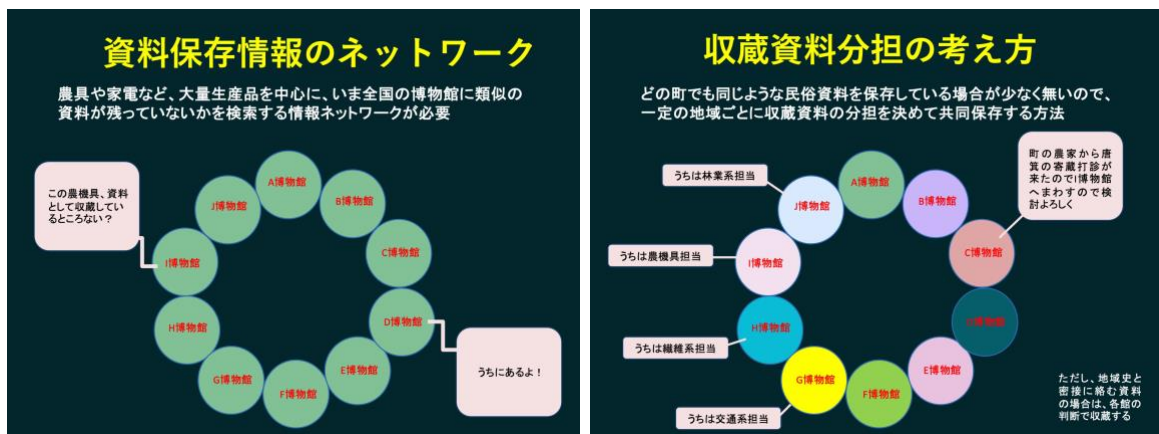 資料保存情報のネットワーク
農具や家電など、大量生産品を中心に、いま全国の博物館に類似の
資料が残っていないかを検索する情報ネットワークが必要
この農機具、資料
として収蔵している
ところない？
A博物館
B博物館
C博物館
D博物館
E博物館
F博物館
G博物館
H博物館
I博物館
J博物館
うちにあるよ！
収蔵資料分担の考え方
どの町でも同じような民俗資料を保存している場合が少なく無いので、
一定の地域ごとに収蔵資料の分担を決めて共同保存する方法
町の農家から唐
箕の寄蔵打診が
来たのでI博物館
へまわすので検
討よろしく
うちは林業系担当
うちは農機具担当
うちは繊維系担当
うちは交通系担当
A博物館
B博物館
C博物館
D博物館
E博物館
F博物館
G博物館
H博物館
I博物館
J博物館
ただし、地域史と
密接に絡む資料
の場合は、各館の
判断で収蔵する